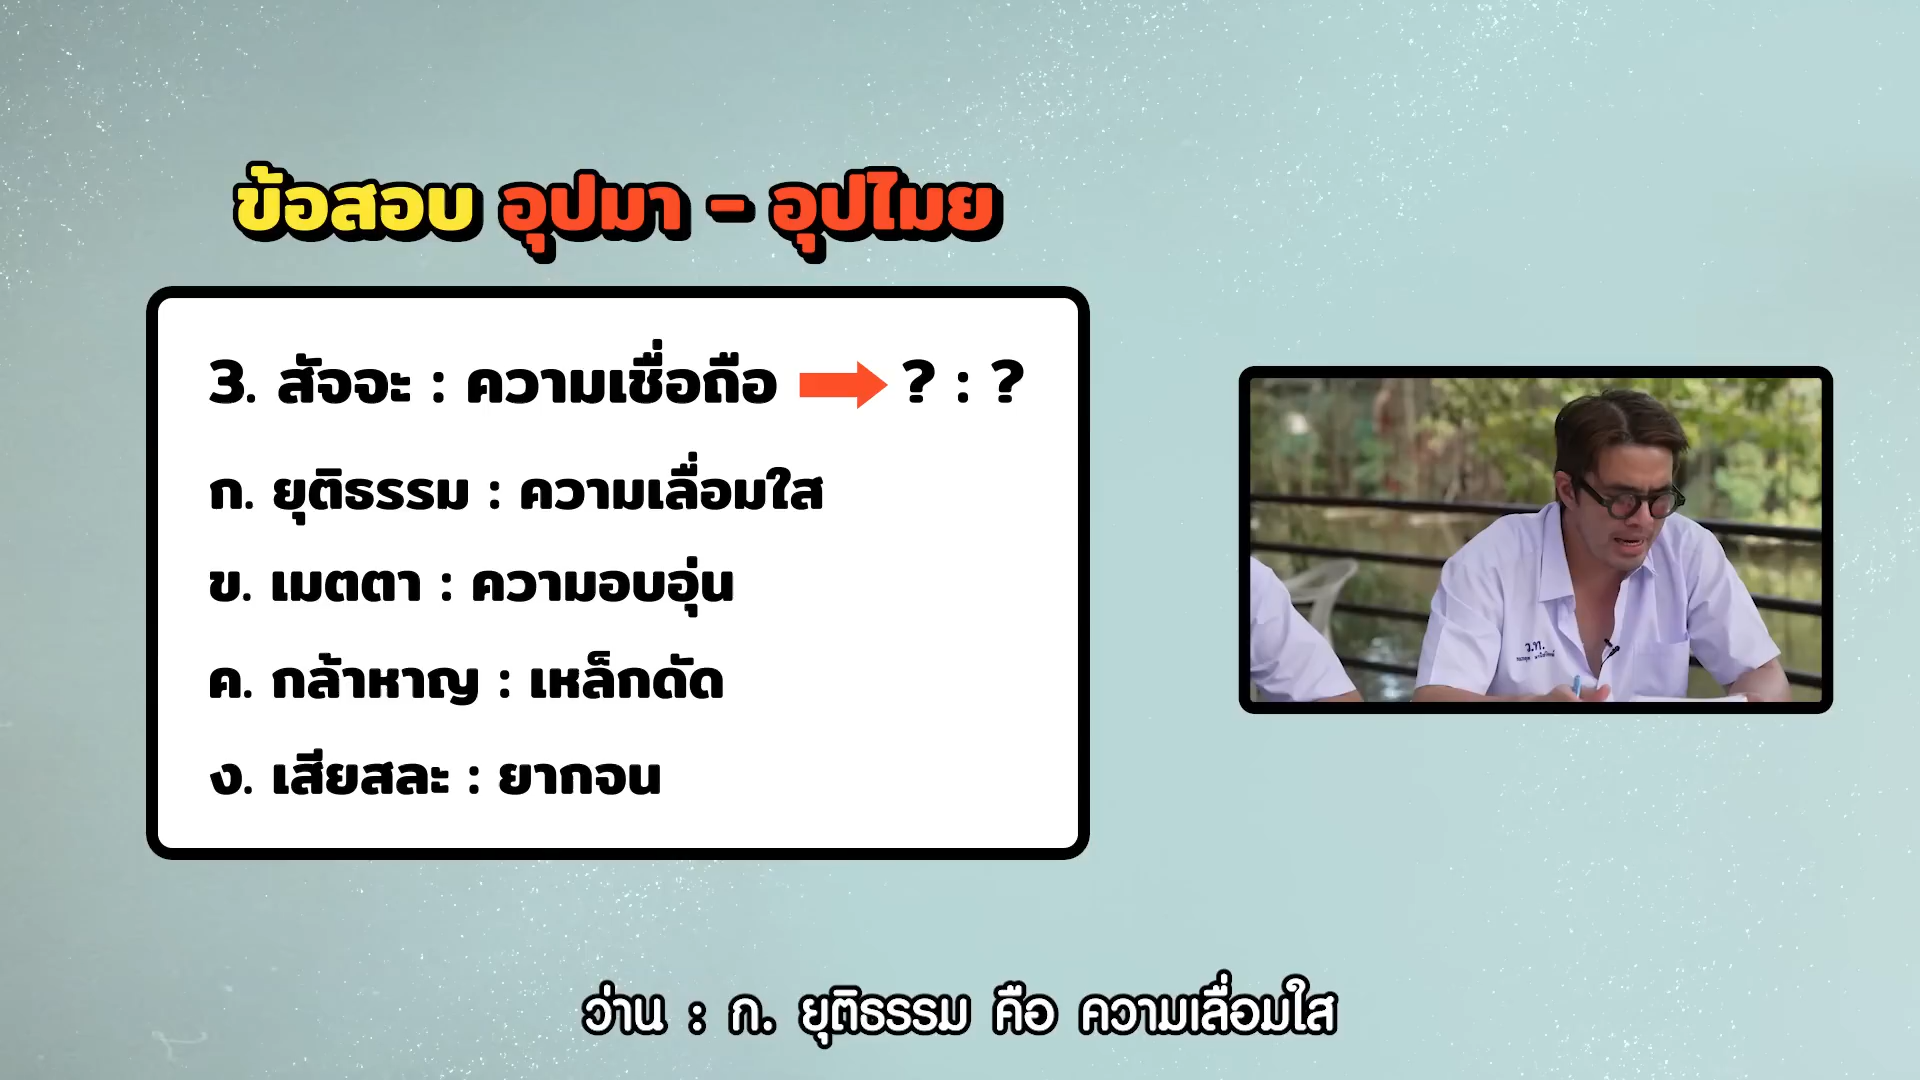 ข้อสอบ อุปมา - อุปไมย
3. สัจจะ : ความเชื่อถือ ? : ?
ก. ยุติธรรม : ความเลื่อมใส
ข. เมตตา : ความอบอุ่น
ค. กล้าหาญ : เหล็กดัด
ง. เสียสละ : ยากจน
ว.ท.
ว่าน : ก. ยุติธรรม คือ ความเลื่อมใส